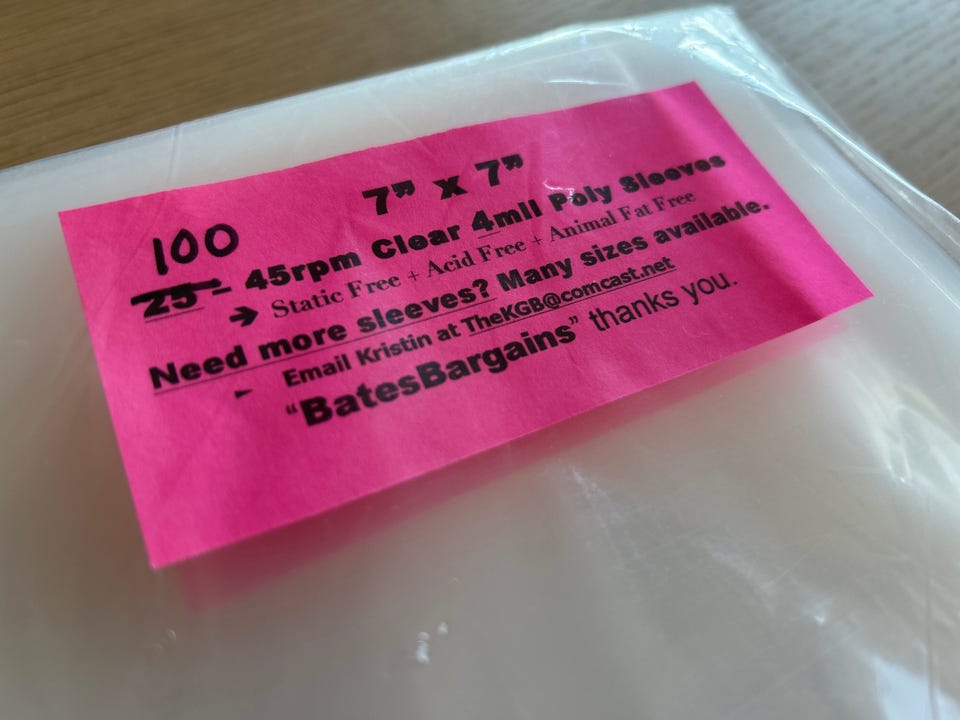 7” x 7”
100
25 - 45rpm Clear 4mil Poly Sleeves
➔ Static Free + Acid Free + Animal Fat Free
Need more sleeves? Many sizes available.
► Email Kristin at TheKGB@comcast.net
“BatesBargains” thanks you.